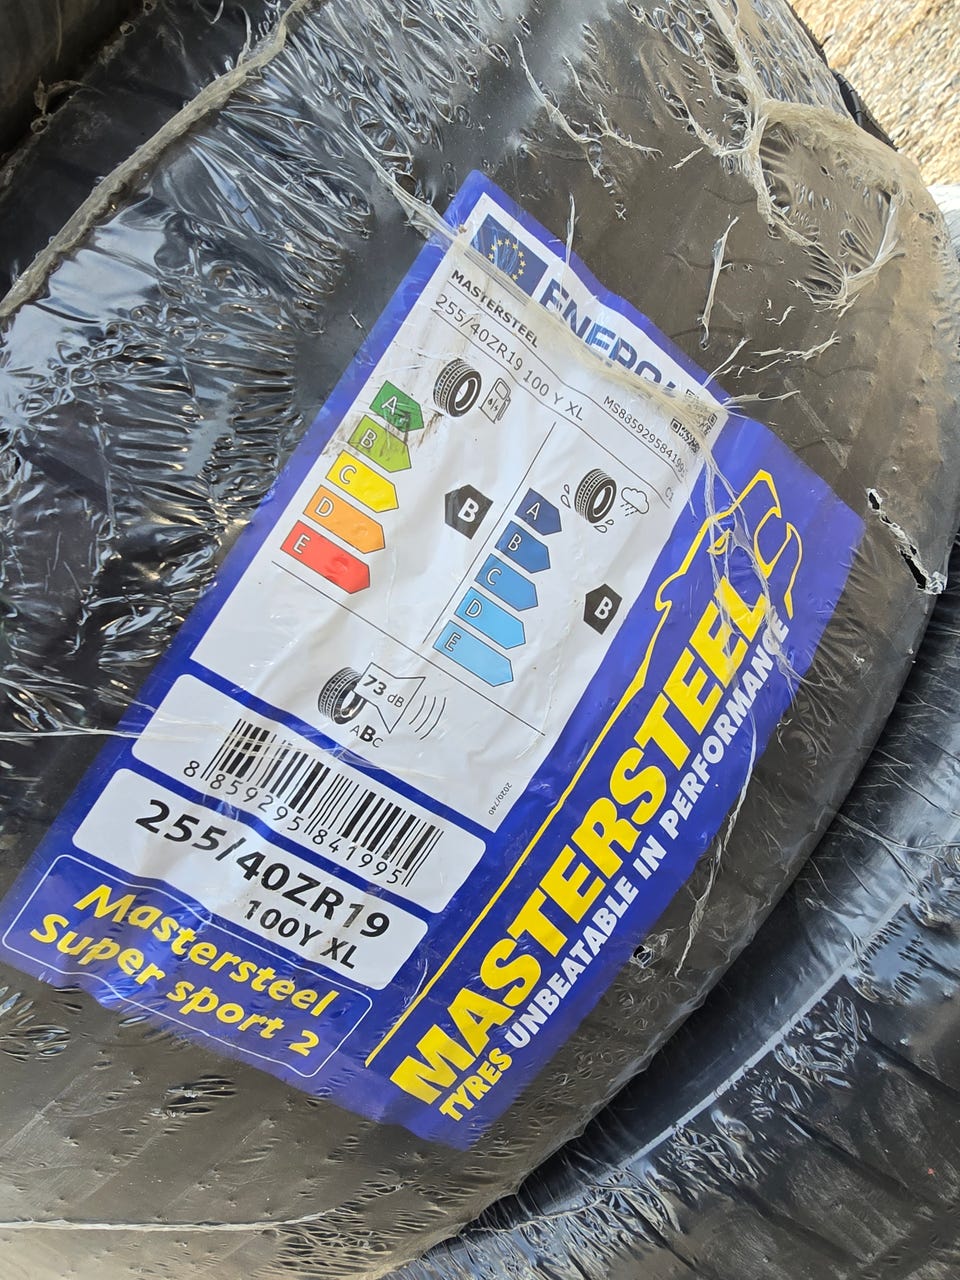 ENERG
MASTERSTEEL
255/40ZR19 100 Y XL
MS8859295841995
C1
A
B
C
D
E
B
A
B
C
D
E
B
73 dB
ABC
2020/740
8 859295 841995
255/40ZR19
100Y XL
Mastersteel
Super sport 2
MASTERSTEEL
TYRES UNBEATABLE IN PERFORMANCE